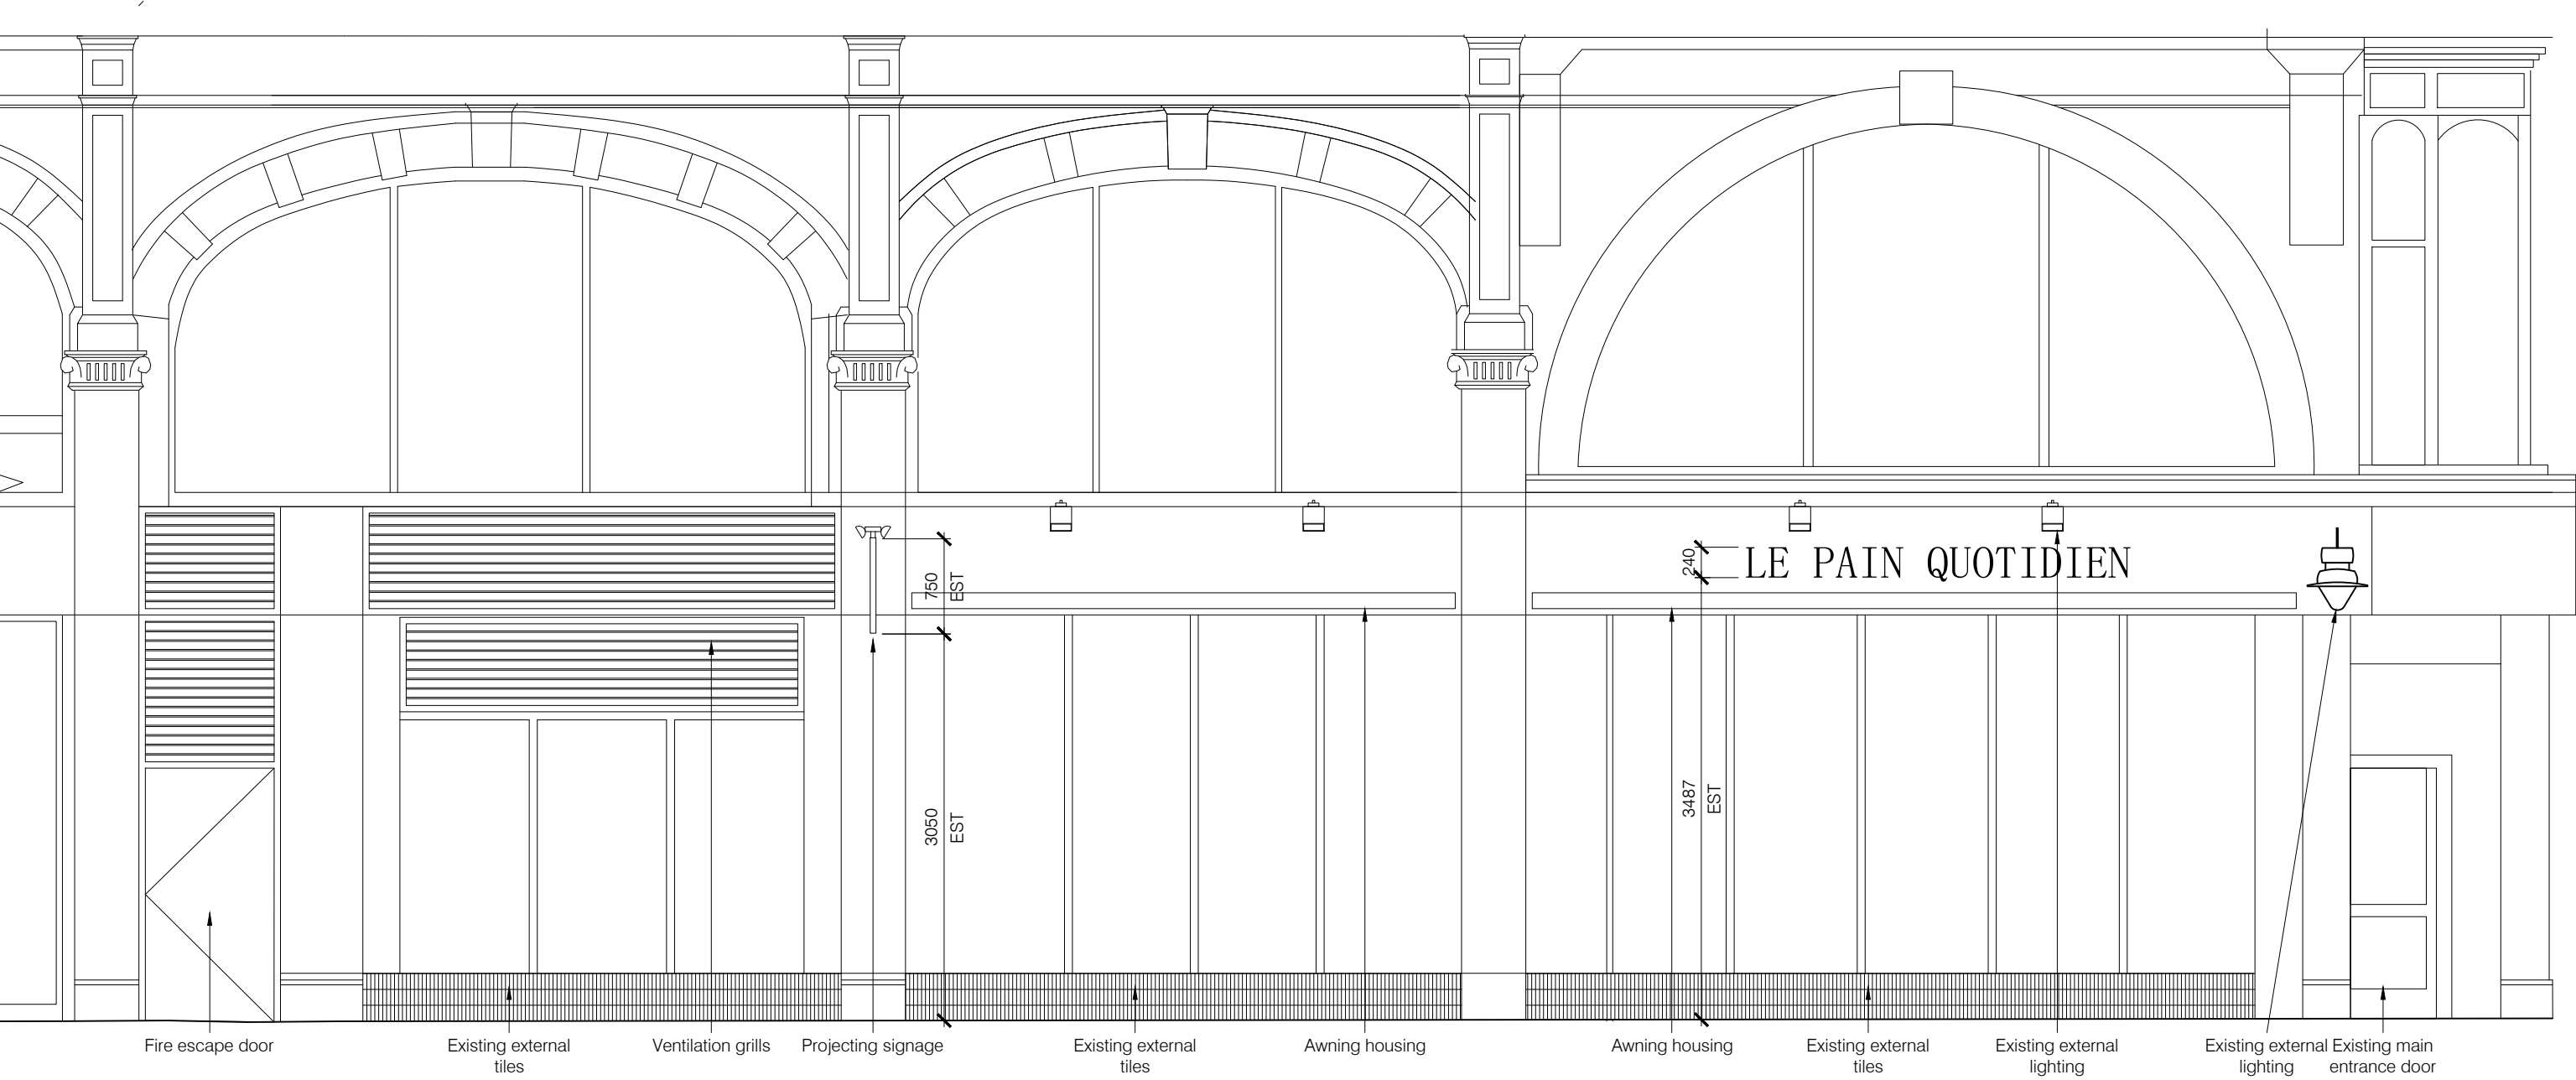 LE PAIN QUOTIDIEN
240
750
EST
3050
EST
3487
EST
Fire escape door
Existing external
tiles
Ventilation grills
Projecting signage
Existing external
tiles
Awning housing
Awning housing
Existing external
tiles
Existing external
lighting
Existing external
lighting
Existing main
entrance door